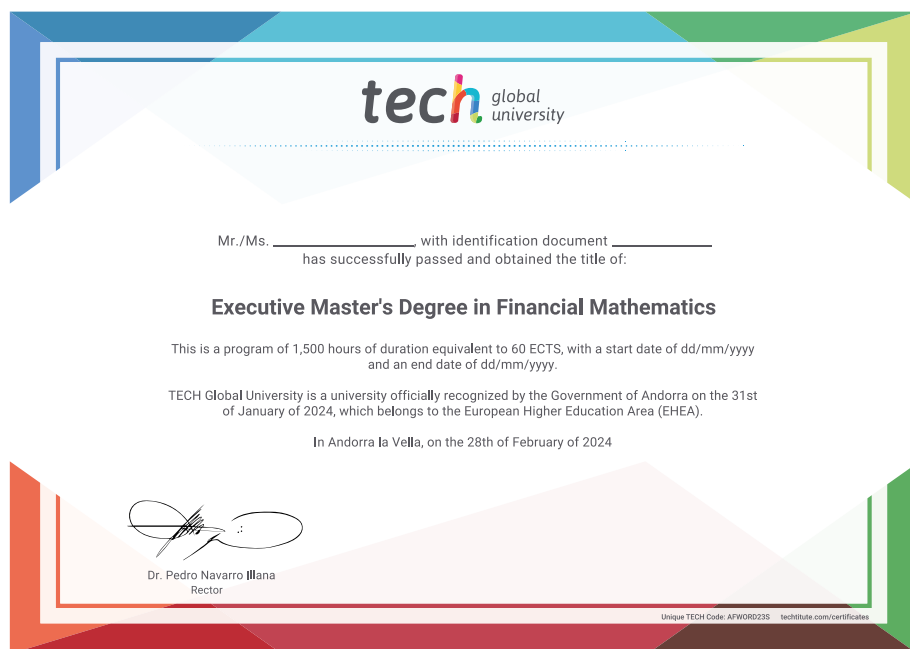 tech global university
Mr./Ms. ____________, with identification document ____________
has successfully passed and obtained the title of:
Executive Master's Degree in Financial Mathematics
This is a program of 1,500 hours of duration equivalent to 60 ECTS, with a start date of dd/mm/yyyy
and an end date of dd/mm/yyyy.
TECH Global University is a university officially recognized by the Government of Andorra on the 31st
of January of 2024, which belongs to the European Higher Education Area (EHEA).
In Andorra la Vella, on the 28th of February of 2024
Dr. Pedro Navarro Illana
Rector
Unique TECH Code: AFWORD23S techtitute.com/certificates